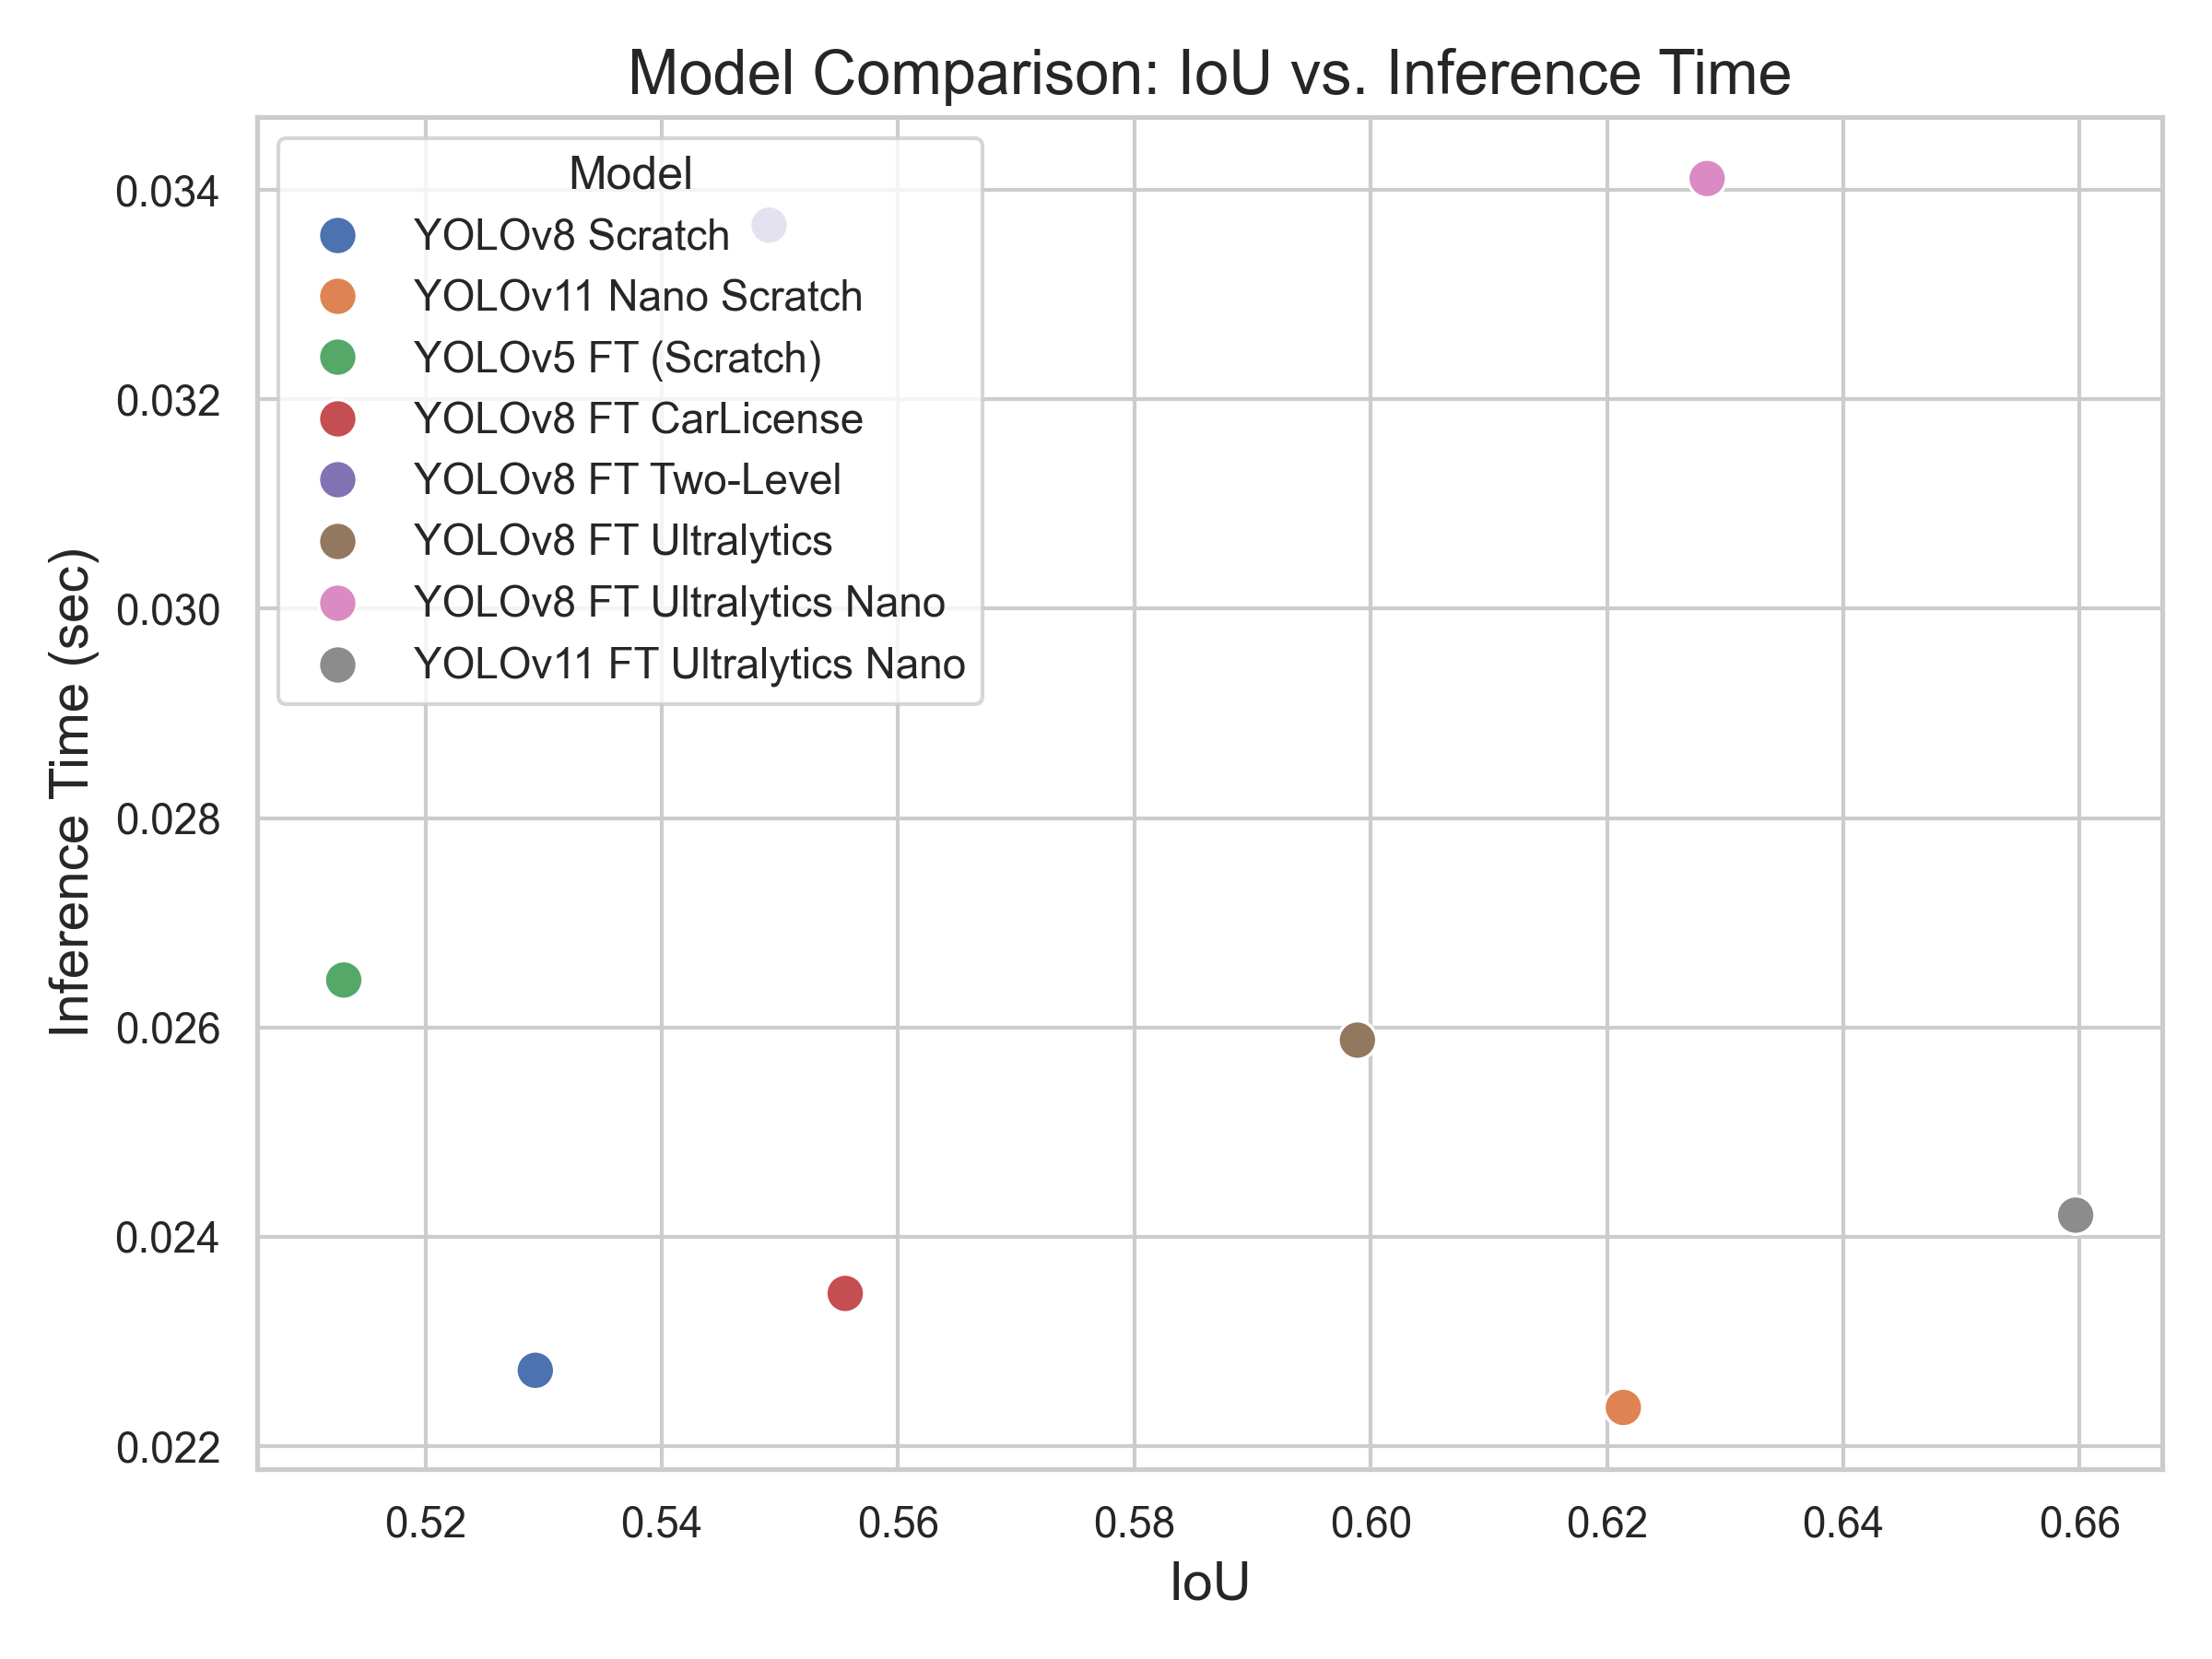 Model Comparison: IoU vs. Inference Time
Model
YOLOv8 Scratch
YOLOv11 Nano Scratch
YOLOv5 FT (Scratch)
YOLOv8 FT CarLicense
YOLOv8 FT Two-Level
YOLOv8 FT Ultralytics
YOLOv8 FT Ultralytics Nano
YOLOv11 FT Ultralytics Nano
Inference Time (sec)
0.034
0.032
0.030
0.028
0.026
0.024
0.022
0.52 0.54 0.56 0.58 0.60 0.62 0.64 0.66
IoU